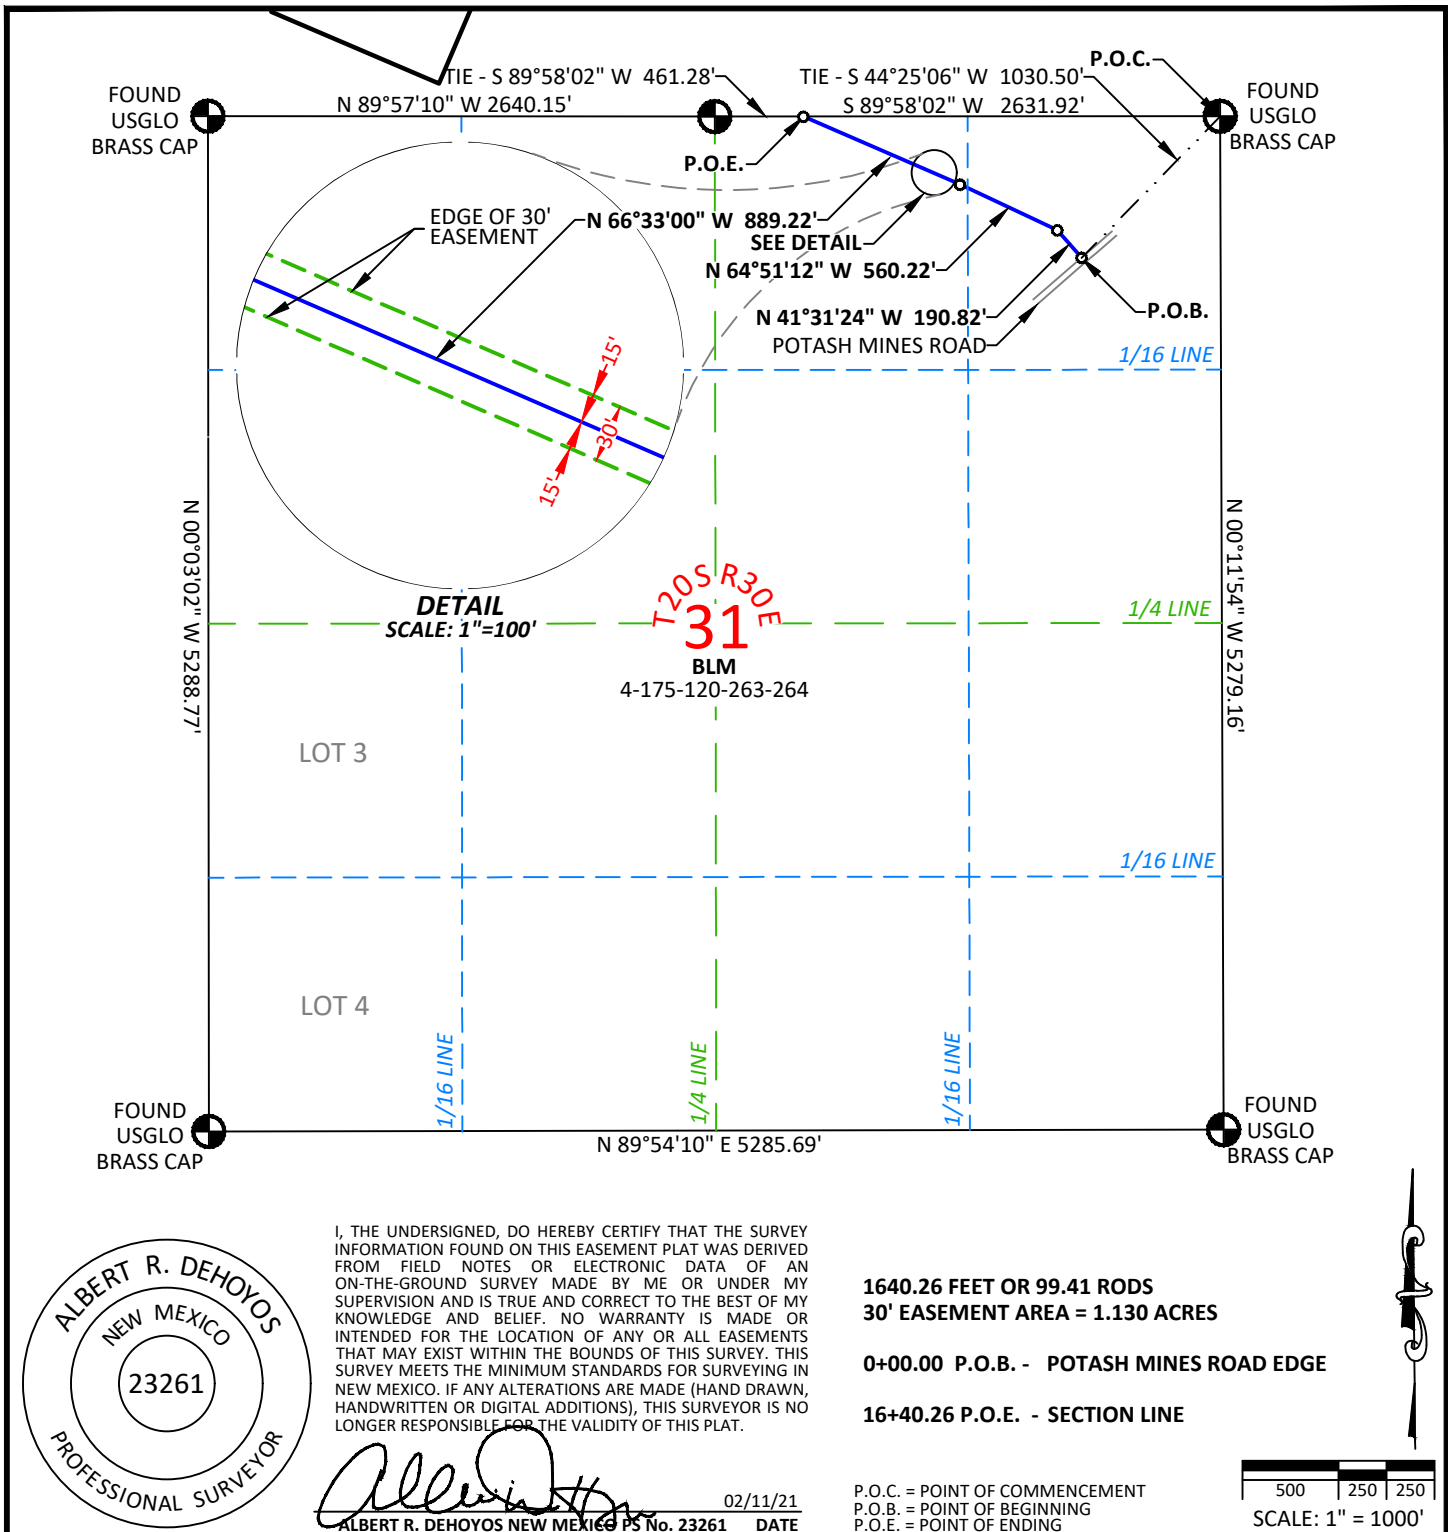 TIE - S 89°58'02" W 461.28'
TIE - S 44°25'06" W 1030.50'
P.O.C.
FOUND
USGLO
BRASS CAP
N 89°57'10" W 2640.15'
S 89°58'02" W 2631.92'
FOUND
USGLO
BRASS CAP
P.O.E.
EDGE OF 30'
EASEMENT
N 66°33'00" W 889.22'
SEE DETAIL
N 64°51'12" W 560.22'
N 41°31'24" W 190.82'
P.O.B.
POTASH MINES ROAD
1/16 LINE
15'
30'
15'
N 00°03'02" W 5288.77'
N 00°11'54" W 5279.16'
DETAIL
SCALE: 1"=100'
T20S R30E
31
BLM
4-175-120-263-264
1/4 LINE
LOT 3
1/16 LINE
LOT 4
1/16 LINE
1/4 LINE
1/16 LINE
FOUND
USGLO
BRASS CAP
N 89°54'10" E 5285.69'
FOUND
USGLO
BRASS CAP
ALBERT R. DEHOYOS
NEW MEXICO
23261
PROFESSIONAL SURVEYOR
I, THE UNDERSIGNED, DO HEREBY CERTIFY THAT THE SURVEY
INFORMATION FOUND ON THIS EASEMENT PLAT WAS DERIVED
FROM FIELD NOTES OR ELECTRONIC DATA OF AN
ON-THE-GROUND SURVEY MADE BY ME OR UNDER MY
SUPERVISION AND IS TRUE AND CORRECT TO THE BEST OF MY
KNOWLEDGE AND BELIEF. NO WARRANTY IS MADE OR
INTENDED FOR THE LOCATION OF ANY OR ALL EASEMENTS
THAT MAY EXIST WITHIN THE BOUNDS OF THIS SURVEY. THIS
SURVEY MEETS THE MINIMUM STANDARDS FOR SURVEYING IN
NEW MEXICO. IF ANY ALTERATIONS ARE MADE (HAND DRAWN,
HANDWRITTEN OR DIGITAL ADDITIONS), THIS SURVEYOR IS NO
LONGER RESPONSIBLE FOR THE VALIDITY OF THIS PLAT.
02/11/21
ALBERT R. DEHOYOS NEW MEXICO PS No. 23261 DATE
1640.26 FEET OR 99.41 RODS
30' EASEMENT AREA = 1.130 ACRES
0+00.00 P.O.B. - POTASH MINES ROAD EDGE
16+40.26 P.O.E. - SECTION LINE
P.O.C. = POINT OF COMMENCEMENT
P.O.B. = POINT OF BEGINNING
P.O.E. = POINT OF ENDING
500 250 250
SCALE: 1" = 1000'